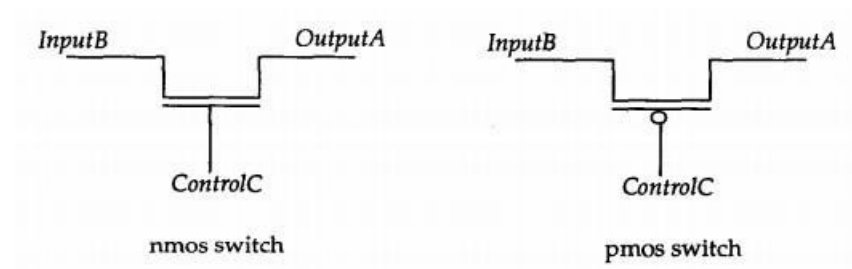 InputB OutputA
ControlC
nmos switch
InputB OutputA
ControlC
pmos switch